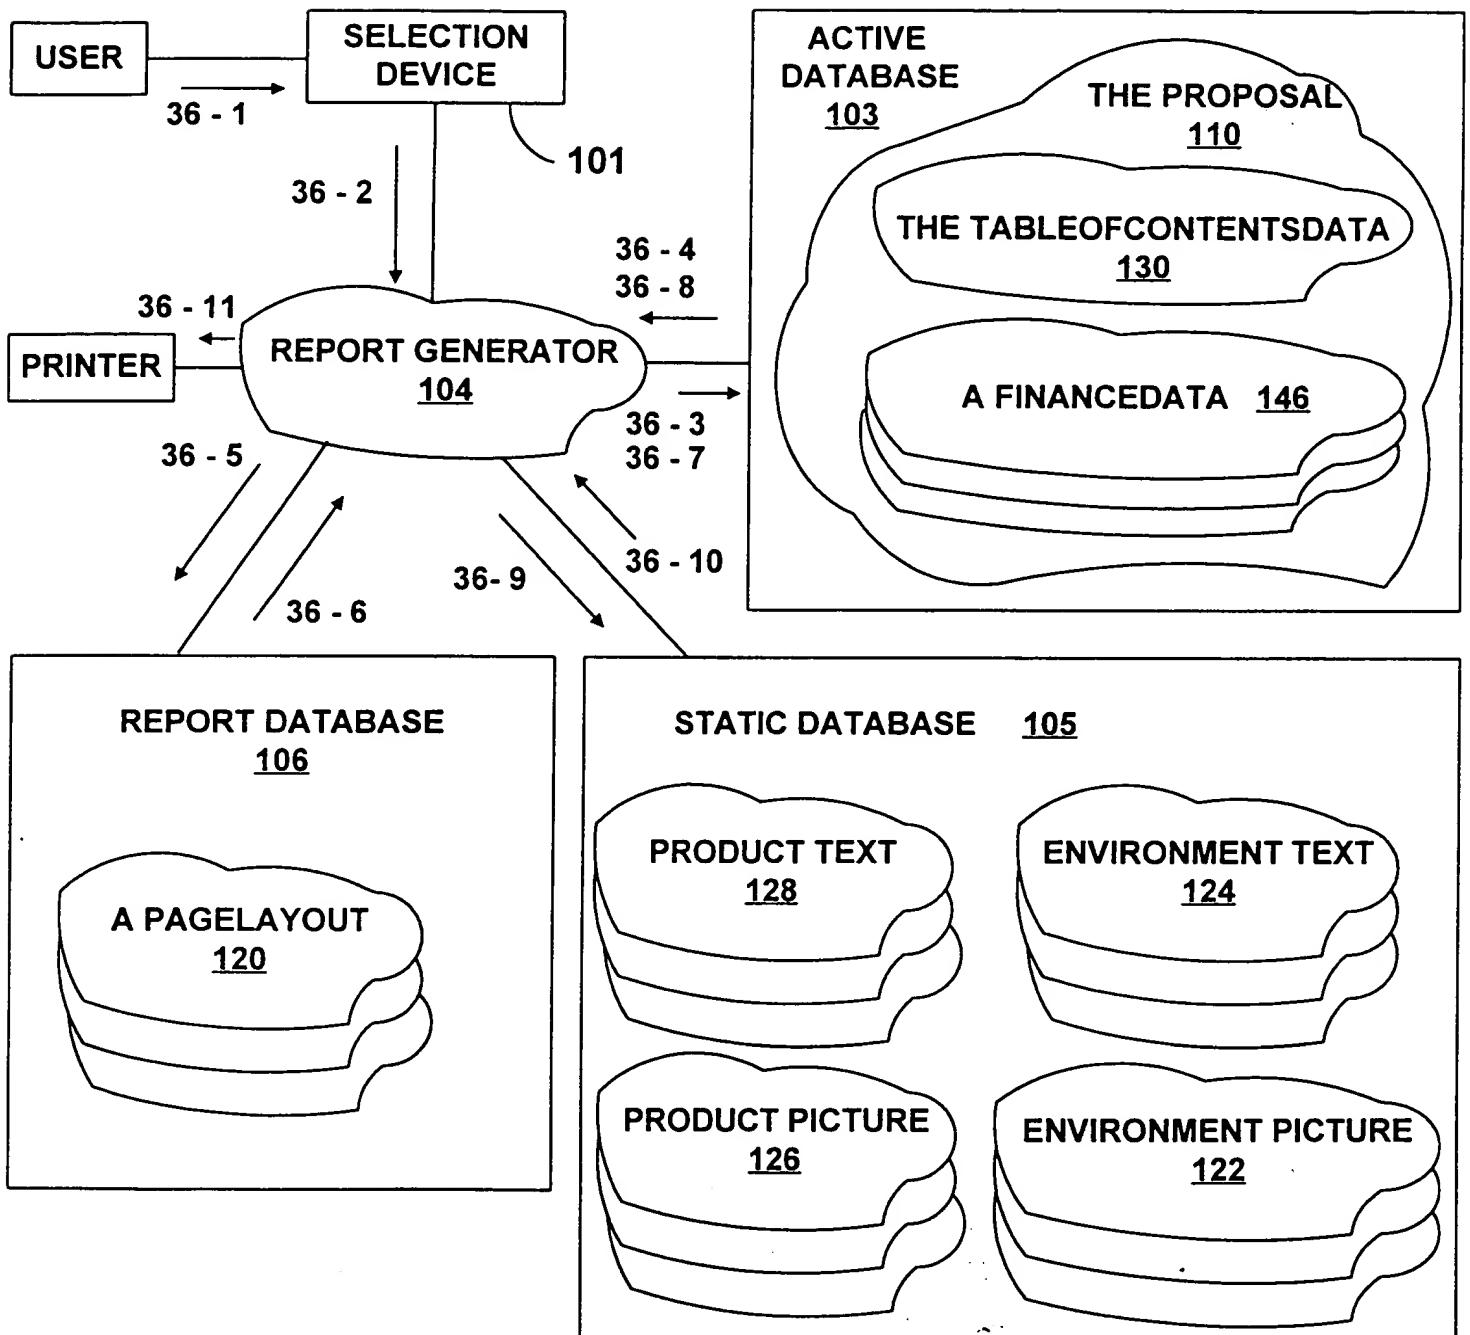 USER
36 - 1
SELECTION
DEVICE
101
36 - 2
ACTIVE
DATABASE
103
THE PROPOSAL
110
THE TABLEOFCONTENTSDATA
130
A FINANCEDATA 146
36 - 4
36 - 8
36 - 11
PRINTER
REPORT GENERATOR
104
36 - 3
36 - 7
36 - 5
36 - 6
36- 9
36 - 10
REPORT DATABASE
106
A PAGELAYOUT
120
STATIC DATABASE 105
PRODUCT TEXT
128
ENVIRONMENT TEXT
124
PRODUCT PICTURE
126
ENVIRONMENT PICTURE
122